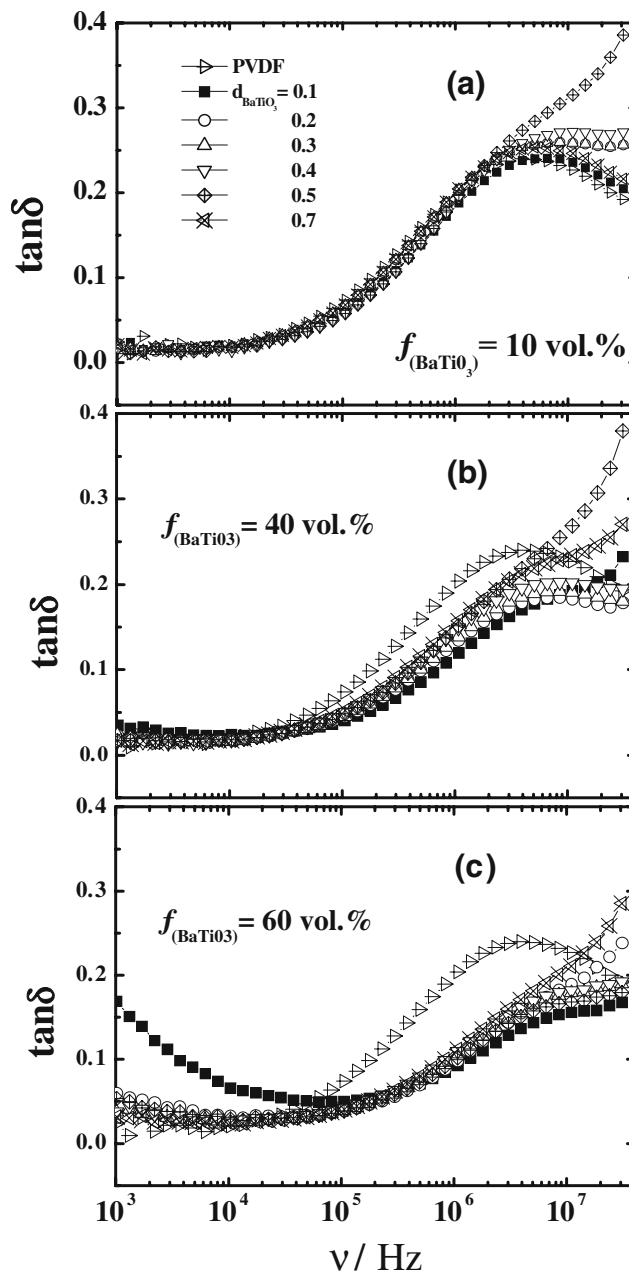 0.4
PVDF
(a)
d_BaTiO3 = 0.1
0.2
0.3
0.3
0.4
0.5
0.2
0.7
tanδ
0.1
f(BaTi03) = 10 vol.%
0.0
0.4
(b)
0.3
f(BaTi03) = 40 vol.%
0.2
tanδ
0.1
0.0
0.4
(c)
0.3
f(BaTi03) = 60 vol.%
0.2
tanδ
0.1
0.0
10^3 10^4 10^5 10^6 10^7
ν / Hz